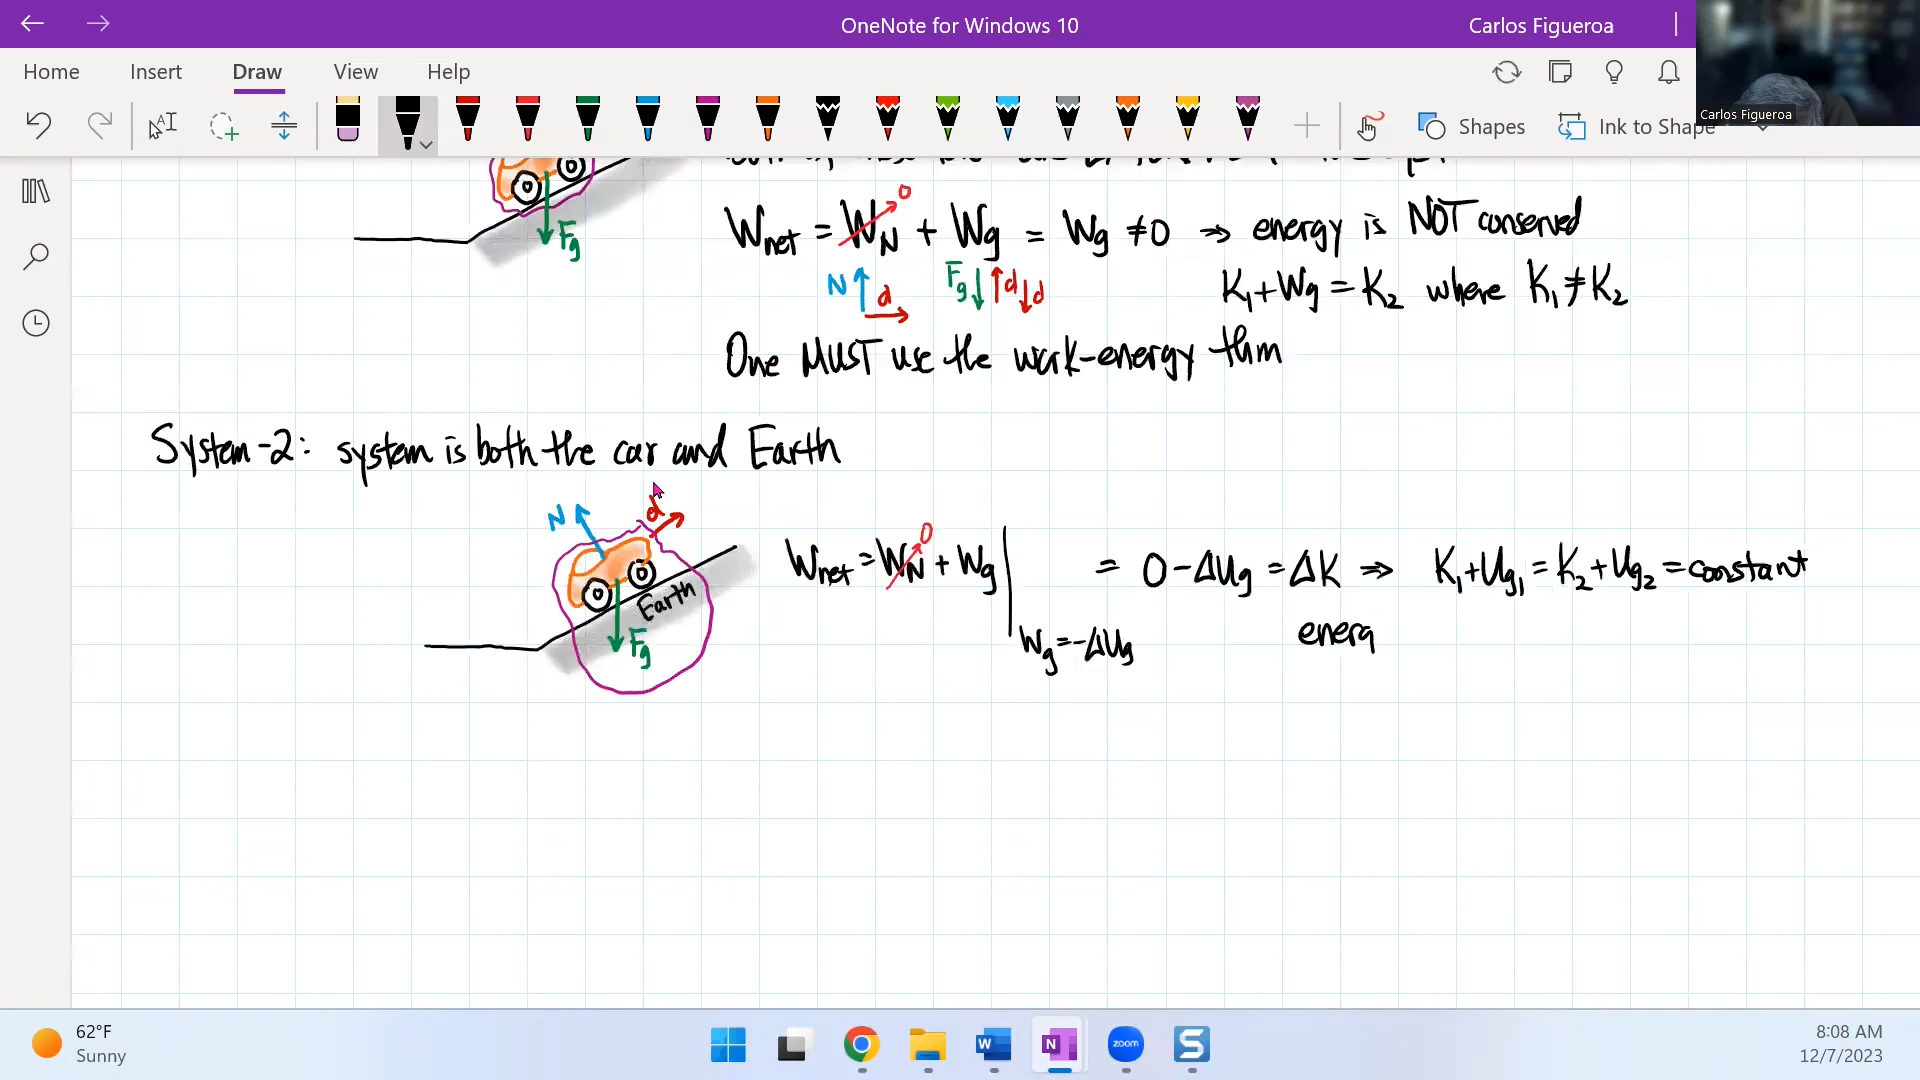 OneNote for Windows 10
Carlos Figueroa
Home Insert Draw View Help
Shapes Ink to Shape
Carlos Figueroa
Wnet = WN + Wg = Wg ≠ 0 ⇒ energy is NOT conserved
0
N d Fg d d
K₁ + Wg = K₂ where K₁ ≠ K₂
Fg
One MUST use the work-energy thm
System-2: system is both the car and Earth
N d
Wnet = WN + Wg = 0 - ΔUg = ΔK ⇒ K₁ + Ug₁ = K₂ + Ug₂ = constant
0
Earth
Fg
Wg = -ΔUg
energ
62°F
Sunny
zoom
8:08 AM
12/7/2023